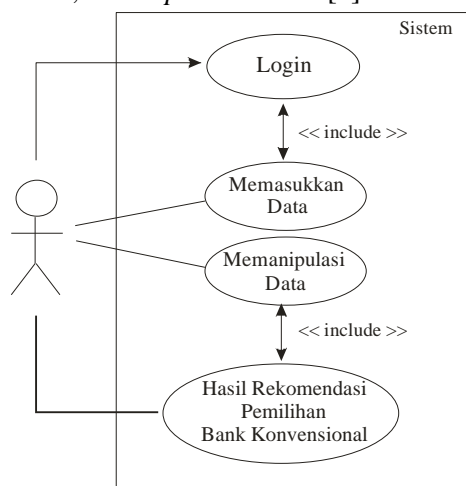 Sistem
Login
<< include >>
Memasukkan
Data
Memanipulasi
Data
<< include >>
Hasil Rekomendasi
Pemilihan
Bank Konvensional